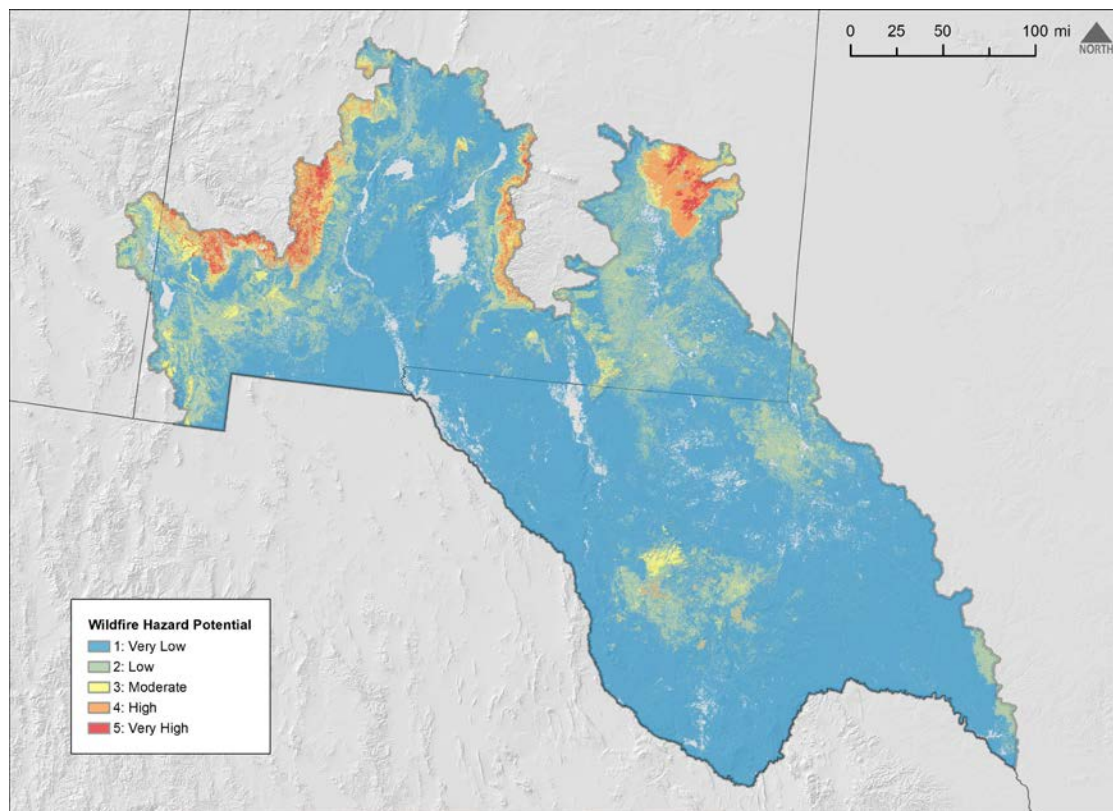 0 25 50 100 mi
NORTH
Wildfire Hazard Potential
1: Very Low
2: Low
3: Moderate
4: High
5: Very High